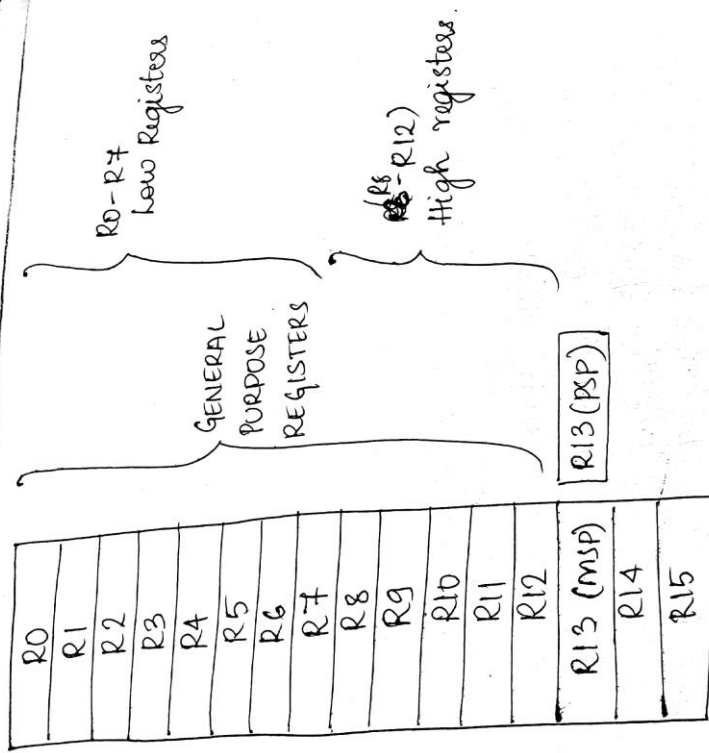 R0
R1
R2
R3
R4
R5
R6
R7
R8
R9
R10
R11
R12
R13 (MSP)
R14
R15
R13 (PSP)
GENERAL
PURPOSE
REGISTERS
R0-R7
Low Registers
(R8
-R12)
High registers.